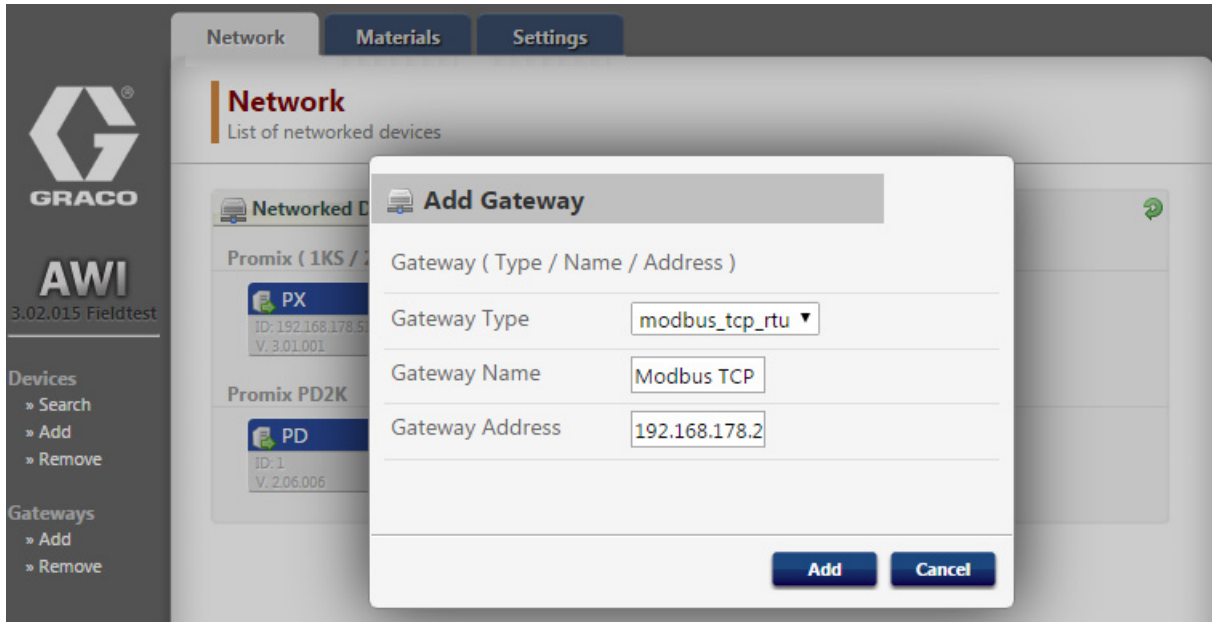 Network Materials Settings
Network
List of networked devices
®
GRACO
AWI
3.02.015 Fieldtest
Devices
» Search
» Add
» Remove
Gateways
» Add
» Remove
Networked D
Promix ( 1KS / 2
PX
ID: 192.168.178.5
V. 3.01.001
Promix PD2K
PD
ID: 1
V. 2.06.006
Add Gateway
Gateway ( Type / Name / Address )
Gateway Type modbus_tcp_rtu
Gateway Name Modbus TCP
Gateway Address 192.168.178.2
Add Cancel